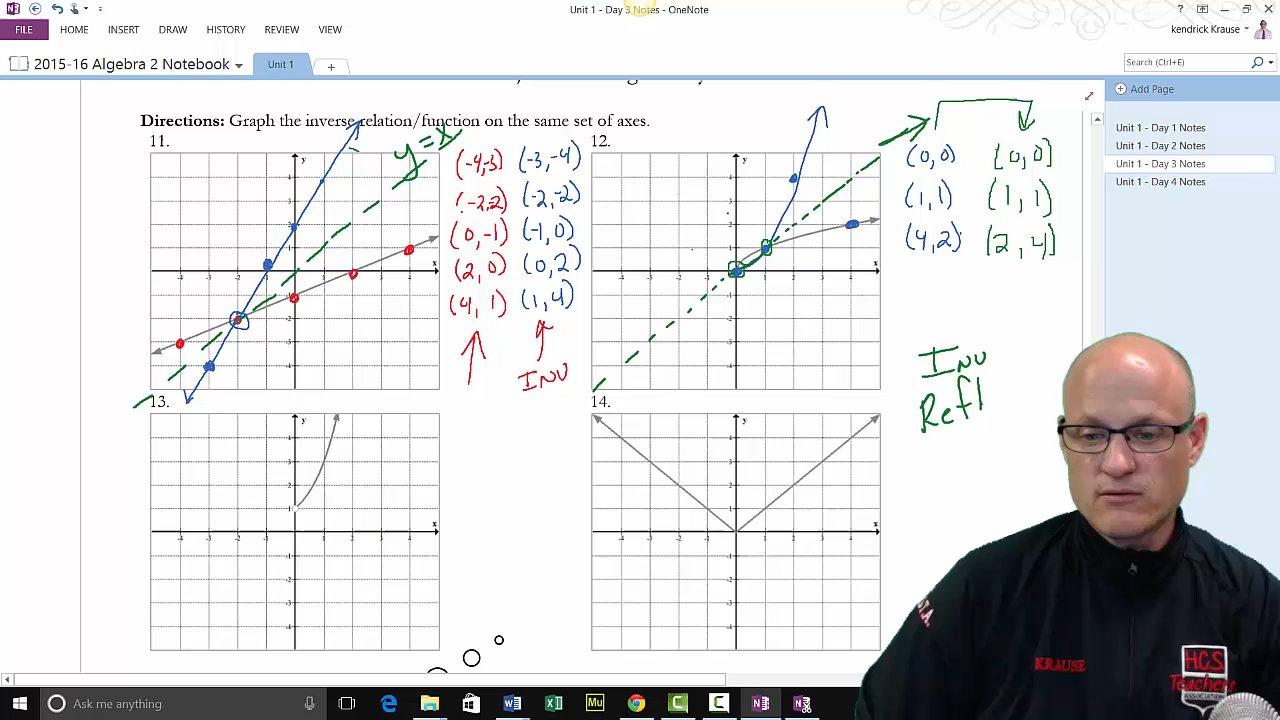 Unit 1 - Day 3 Notes - OneNote
FILE HOME INSERT DRAW HISTORY REVIEW VIEW
kendrick Krause
2015-16 Algebra 2 Notebook
Unit 1
Search (Ctrl+E)
Add Page
Unit 1 - Day 1 Notes
Unit 1 - Day 2 Notes
Unit 1 - Day 3 Notes
Unit 1 - Day 4 Notes
Directions: Graph the inverse relation/function on the same set of axes.
11.
y = x
(-4,-3) (-3,-4)
(-2,-2) (-2,-2)
(0,-1) (-1,0)
(2,0) (0,2)
(4,1) (1,4)
INV
12.
(0,0) (0,0)
(1,1) (1,1)
(4,2) (2,4)
INV
Refl
13.
14.
KRAUSE
H.C.S.
Teachers
ASSOCIATION
Ask me anything